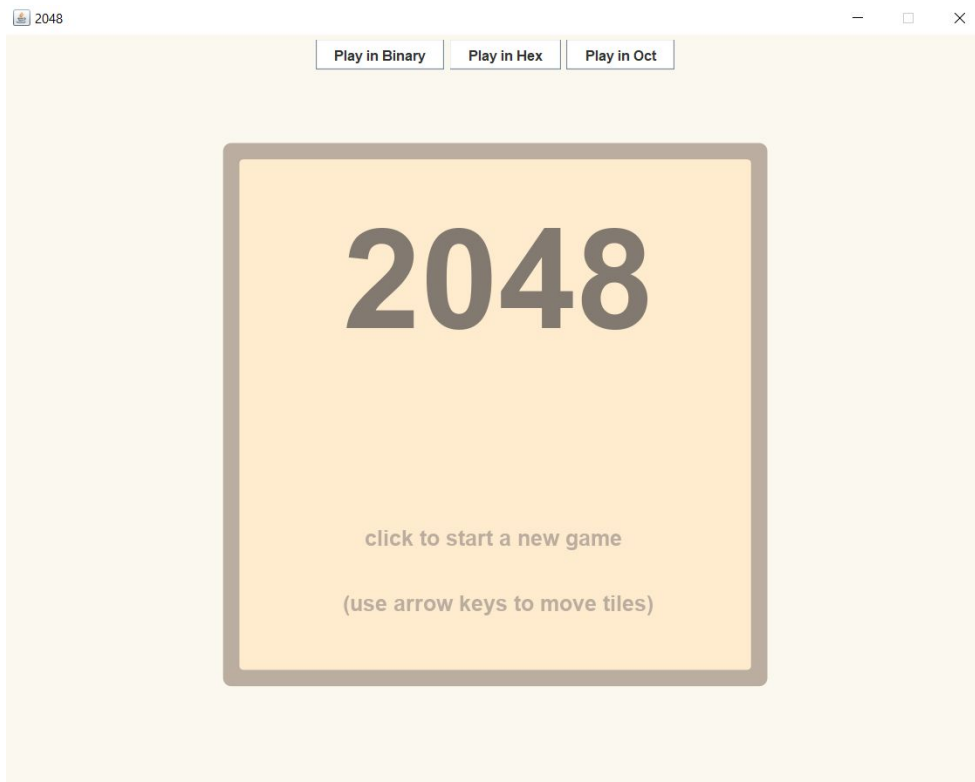 2048
Play in Binary Play in Hex Play in Oct
2048
click to start a new game
(use arrow keys to move tiles)